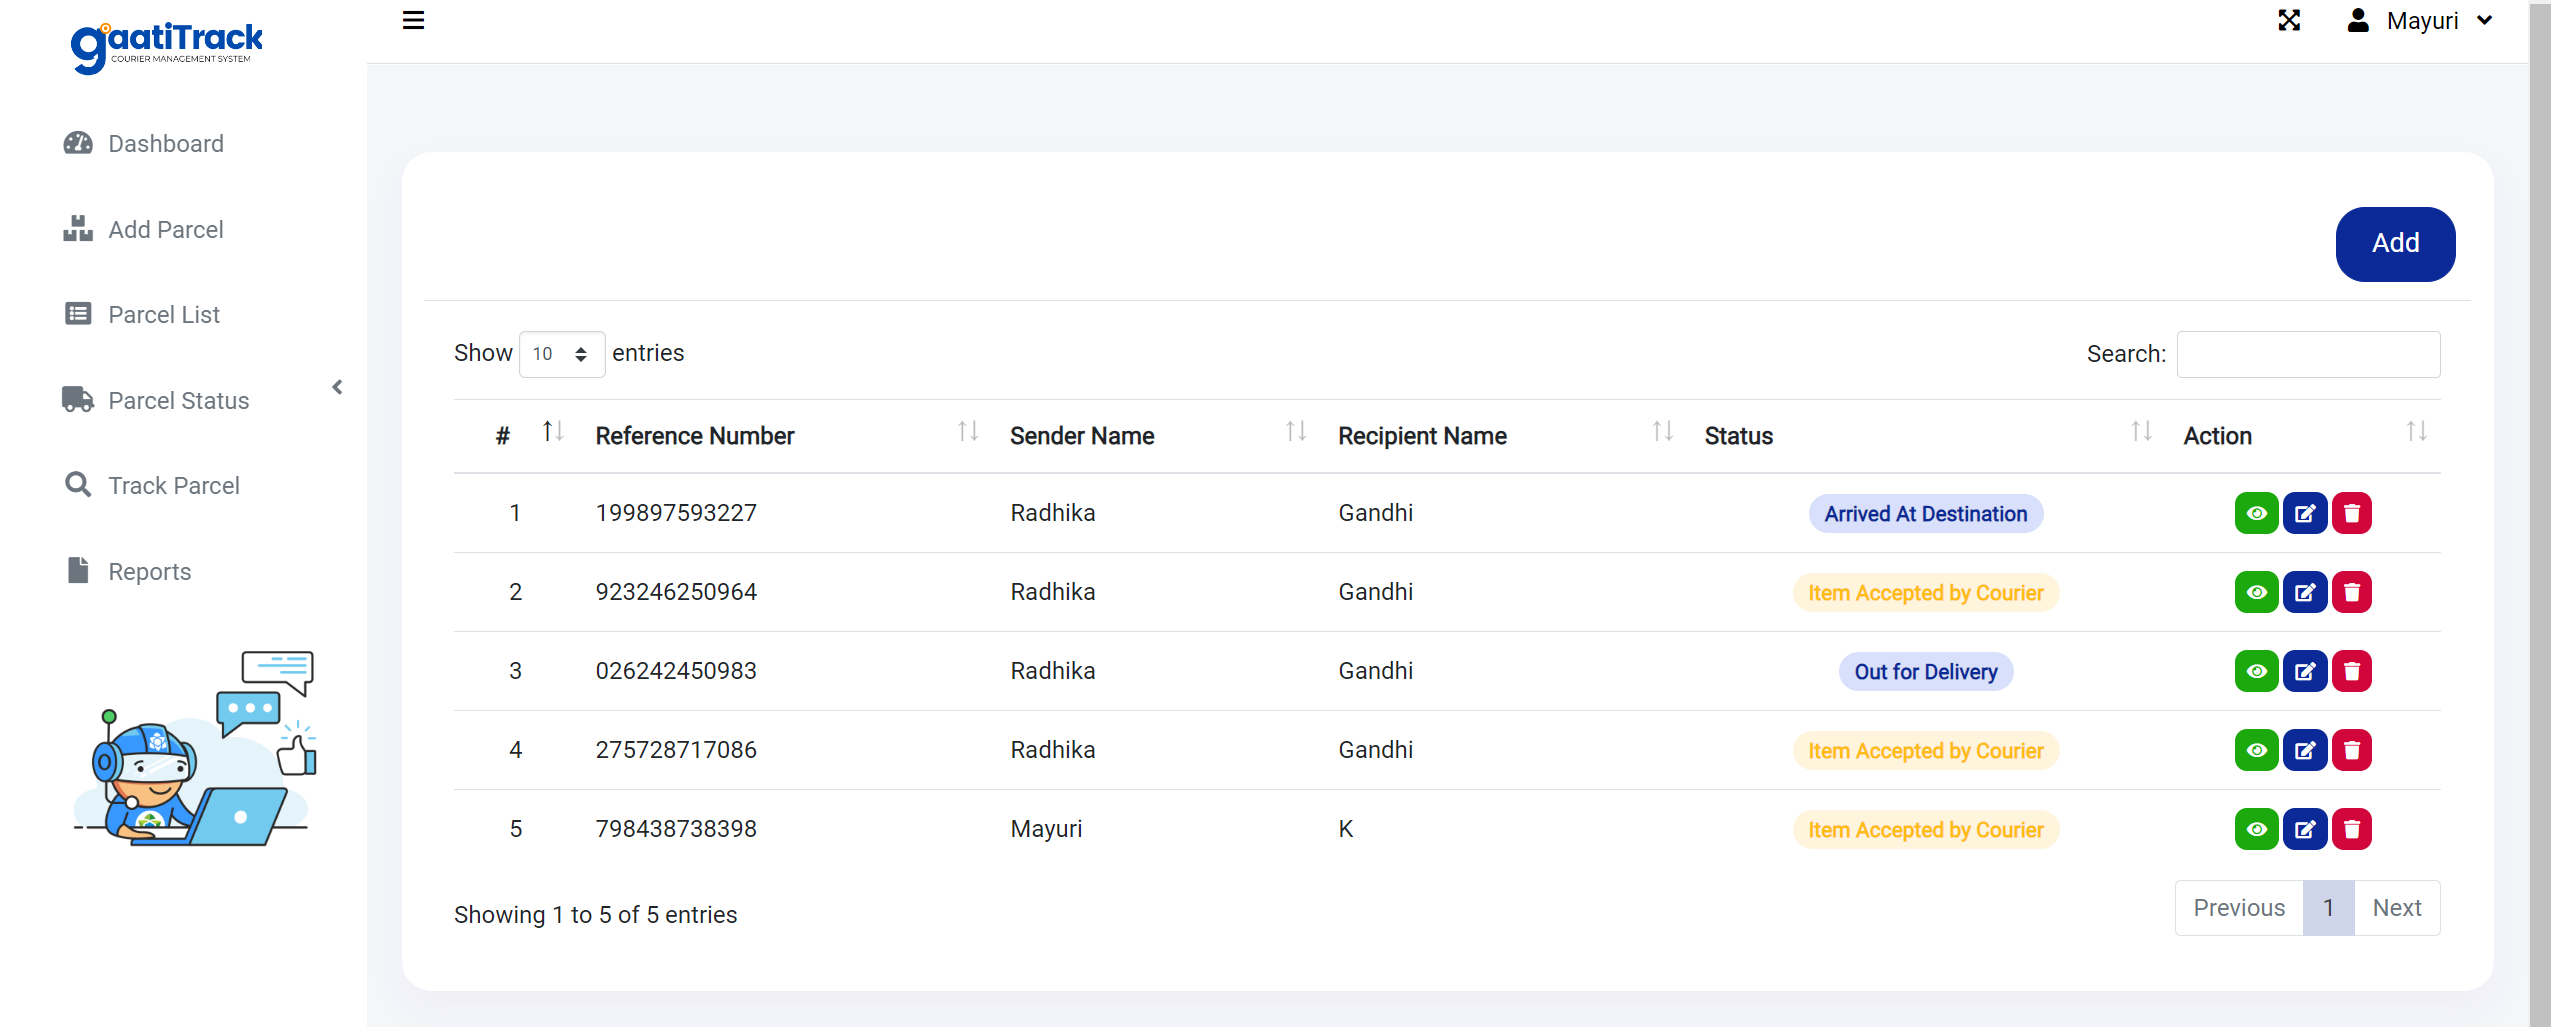 gaatiTrack
COURIER MANAGEMENT SYSTEM
Mayuri
Dashboard
Add Parcel
Parcel List
Parcel Status
Track Parcel
Reports
Add
Show 10 entries
Search:
# Reference Number Sender Name Recipient Name Status Action
1 199897593227 Radhika Gandhi Arrived At Destination
2 923246250964 Radhika Gandhi Item Accepted by Courier
3 026242450983 Radhika Gandhi Out for Delivery
4 275728717086 Radhika Gandhi Item Accepted by Courier
5 798438738398 Mayuri K Item Accepted by Courier
Showing 1 to 5 of 5 entries
Previous 1 Next